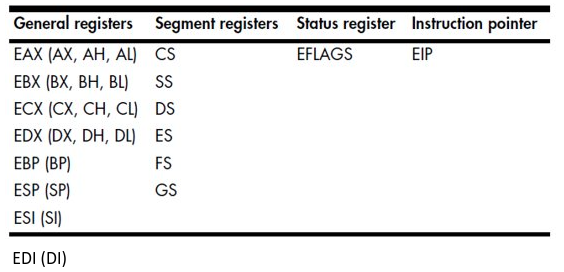 General registers Segment registers Status register Instruction pointer
EAX (AX, AH, AL) CS EFLAGS EIP
EBX (BX, BH, BL) SS
ECX (CX, CH, CL) DS
EDX (DX, DH, DL) ES
EBP (BP) FS
ESP (SP) GS
ESI (SI)
EDI (DI)